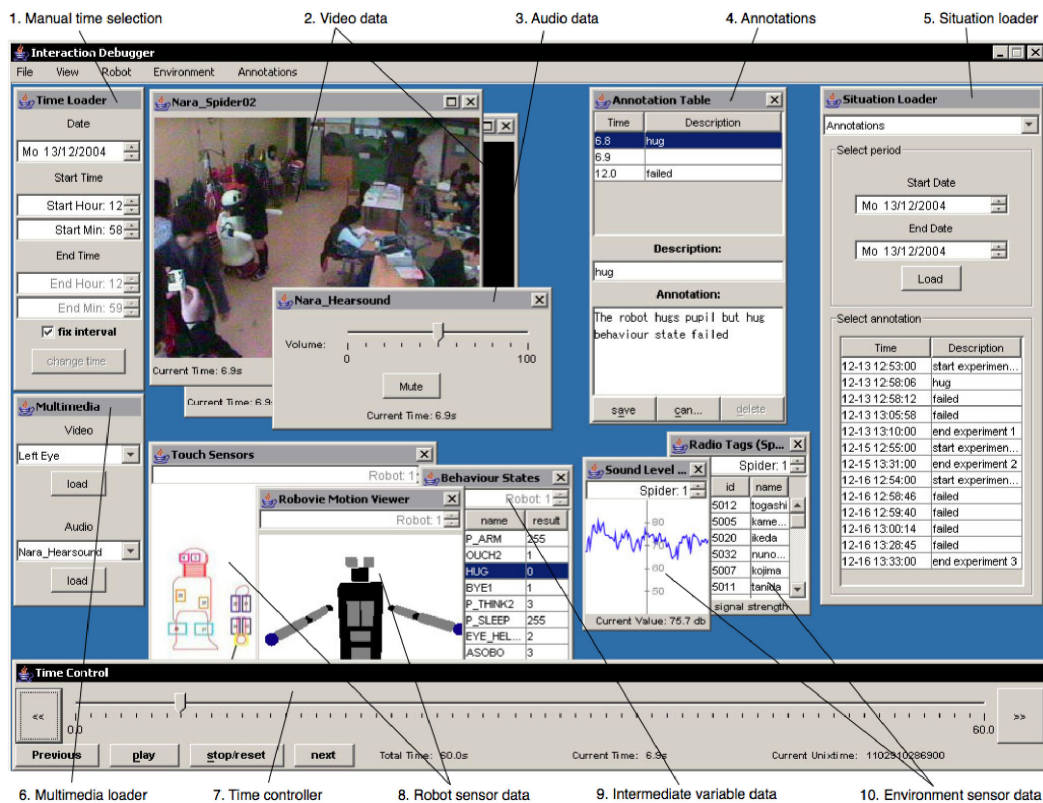 1. Manual time selection
2. Video data
3. Audio data
4. Annotations
5. Situation loader
Interaction Debugger
File View Robot Environment Annotations
Time Loader
Date
Mo 13/12/2004
Start Time
Start Hour: 12
Start Min: 58
End Time
End Hour: 12
End Min: 59
fix interval
change time
Nara_Spider02
Current Time: 6.9s
Current Time: 6.9
Nara_Hearsound
Volume:
0 100
Mute
Current Time: 6.9s
Annotation Table
Time Description
6.8 hug
6.9
12.0 failed
Description:
hug
Annotation:
The robot hugs pupil but hug
behaviour state failed
save can... delete
Situation Loader
Annotations
Select period
Start Date
Mo 13/12/2004
End Date
Mo 13/12/2004
Load
Select annotation
Time Description
12-13 12:53:00 start experimen...
12-13 12:58:06 hug
12-13 12:58:12 failed
12-13 13:05:58 failed
12-13 13:10:00 end experiment 1
12-15 12:55:00 start experimen...
12-15 13:31:00 end experiment 2
12-16 12:54:00 start experimen...
12-16 12:58:46 failed
12-16 12:59:40 failed
12-16 13:00:14 failed
12-16 13:28:45 failed
12-16 13:33:00 end experiment 3
Multimedia
Video
Left Eye
load
Audio
Nara_Hearsound
load
Touch Sensors
Robot: 1
Robovie Motion Viewer
Robot: 1
Behaviour States
Robot: 1
name result
P_ARM 255
OUCH2 1
HUG 0
BYE1 1
P_THINK2 3
P_SLEEP 255
EYE_HEL... 2
ASOBO 3
Sound Level ...
Spider: 1
80
70
60
50
Current Value: 75.7 db
Radio Tags (Sp...
Spider: 1
id name
5012 togashi
5005 kame...
5020 ikeda
5032 nuno...
5007 kojima
5011 tanida
signal strength
Time Control
<<
>>
0.0 60.0
Previous play stop/reset next Total Time: 60.0s Current Time: 6.9s Current Unixtime: 1102910286900
6. Multimedia loader
7. Time controller
8. Robot sensor data
9. Intermediate variable data
10. Environment sensor data